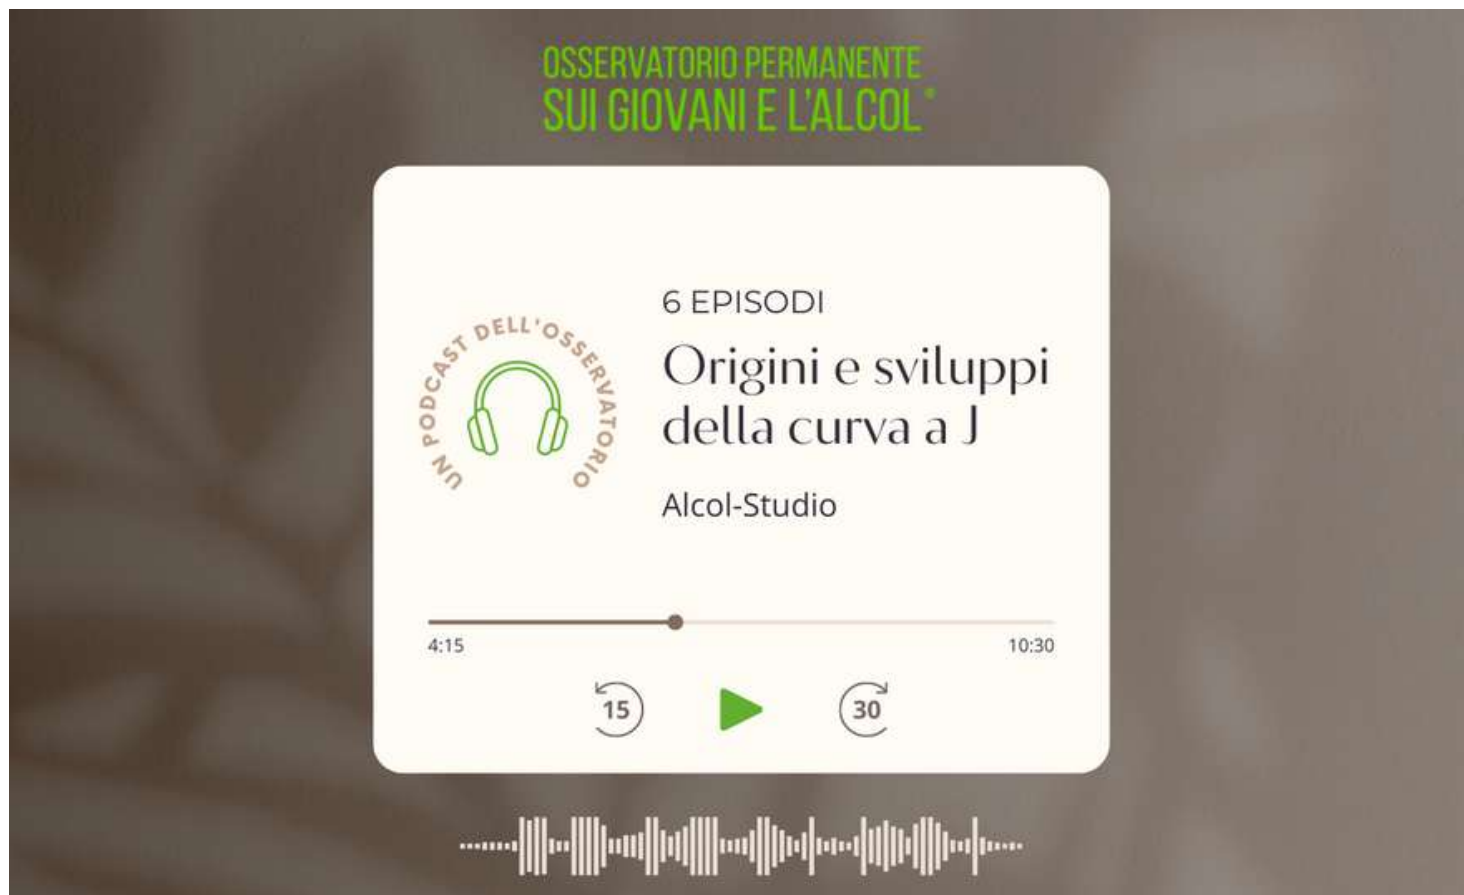 OSSERVATORIO PERMANENTE
SUI GIOVANI E L'ALCOL®
UN PODCAST DELL'OSSERVATORIO
6 EPISODI
Origini e sviluppi
della curva a J
Alcol-Studio
4:15
10:30
15
30